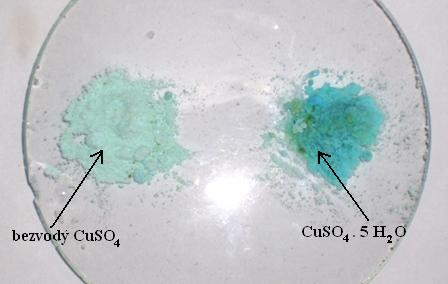 bezvodý CuSO₄
CuSO₄ . 5 H₂O